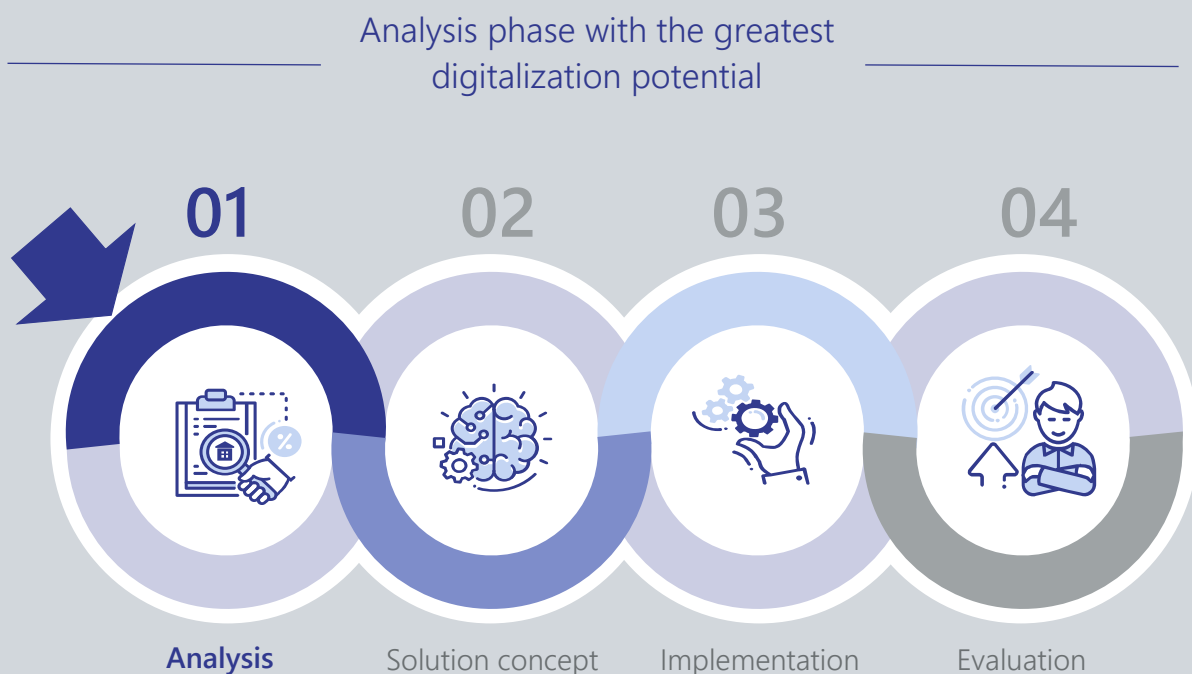 Analysis phase with the greatest
digitalization potential
01
02
03
04
%
Analysis
Solution concept
Implementation
Evaluation